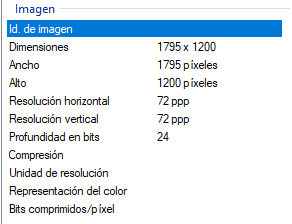 Imagen
Id. de imagen
Dimensiones 1795 x 1200
Ancho 1795 píxeles
Alto 1200 píxeles
Resolución horizontal 72 ppp
Resolución vertical 72 ppp
Profundidad en bits 24
Compresión
Unidad de resolución
Representación del color
Bits comprimidos/píxel